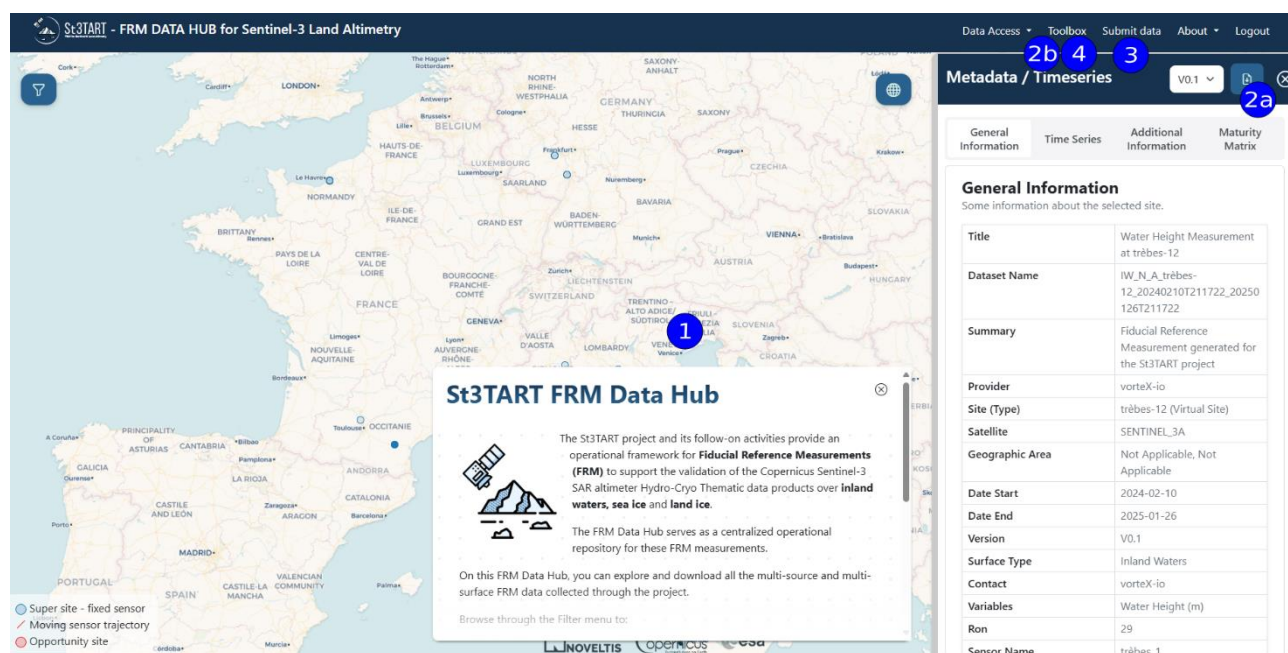 St3TART - FRM DATA HUB for Sentinel-3 Land Altimetry
Data Access Toolbox Submit data About Logout
2b 4 3
Metadata / Timeseries V0.1
2a
General Information
Time Series
Additional Information
Maturity Matrix
General Information
Some information about the selected site.
Title Water Height Measurement
at trèbes-12
Dataset Name IW_N_A_trèbes-
12_20240210T211722_20250
126T211722
Summary Fiducial Reference
Measurement generated for
the St3TART project
Provider vorteX-io
Site (Type) trèbes-12 (Virtual Site)
Satellite SENTINEL_3A
Geographic Area Not Applicable, Not
Applicable
Date Start 2024-02-10
Date End 2025-01-26
Version V0.1
Surface Type Inland Waters
Contact vorteX-io
Variables Water Height (m)
Ron 29
Sensor Name trèbes_1
Cork
Cardiff
LONDON
The Hague
Rotterdam
Antwerp
Brussels
BELGIUM
Lille
Cologne
NORTH
RHINE-
WESTPHALIA
GERMANY
THURINGIA
SAXONY-
ANHALT
SAXONY
HESSE
HAUTS-DE-
FRANCE
LUXEMBOURG
Luxembourg
Frankfurt
Prague
CZECHIA
Krakow
SAARLAND
Nuremberg
Le Havre
NORMANDY
ILE-DE-
FRANCE
GRAND EST
BADEN-
WÜRTTEMBERG
BAVARIA
SLOVAKIA
BRITTANY
Rennes
PAYS DE LA
LOIRE
CENTRE-
VAL DE
LOIRE
Munich
VIENNA
Bratislava
AUSTRIA
Budapest
HUNGARY
BOURGOGNE-
FRANCHE-
COMTÉ
Zurich
LIECHTENSTEIN
SWITZERLAND
FRANCE
TRENTINO -
ALTO ADIGE/
SÜDTIROL
GENEVA
SLOVENIA
1
Limoges
NOUVELLE-
AQUITAINE
Lyon
AUVERGNE-
RHÔNE-
VALLE
D'AOSTA
LOMBARDY
Venice
Zagreb
CROATIA
Bordeaux
Toulouse
OCCITANIE
A Coruña
PRINCIPALITY
OF
ASTURIAS
CANTABRIA
Bilbao
Pamplona
GALICIA
Ourense
LA RIOJA
ANDORRA
CASTILE
AND LEÓN
Zaragoza
ARAGON
CATALONIA
Barcelona
Porto
MADRID
PORTUGAL
SPAIN
CASTILE-LA
MANCHA
VALENCIAN
COMMUNITY
Palma
Murcia
St3TART FRM Data Hub
The St3TART project and its follow-on activities provide an
operational framework for Fiducial Reference Measurements
(FRM) to support the validation of the Copernicus Sentinel-3
SAR altimeter Hydro-Cryo Thematic data products over inland
waters, sea ice and land ice.
The FRM Data Hub serves as a centralized operational
repository for these FRM measurements.
On this FRM Data Hub, you can explore and download all the multi-source and multi-
surface FRM data collected through the project.
Browse through the Filter menu to:
Super site - fixed sensor
Moving sensor trajectory
Opportunity site
NOVELTIS opernicus esa